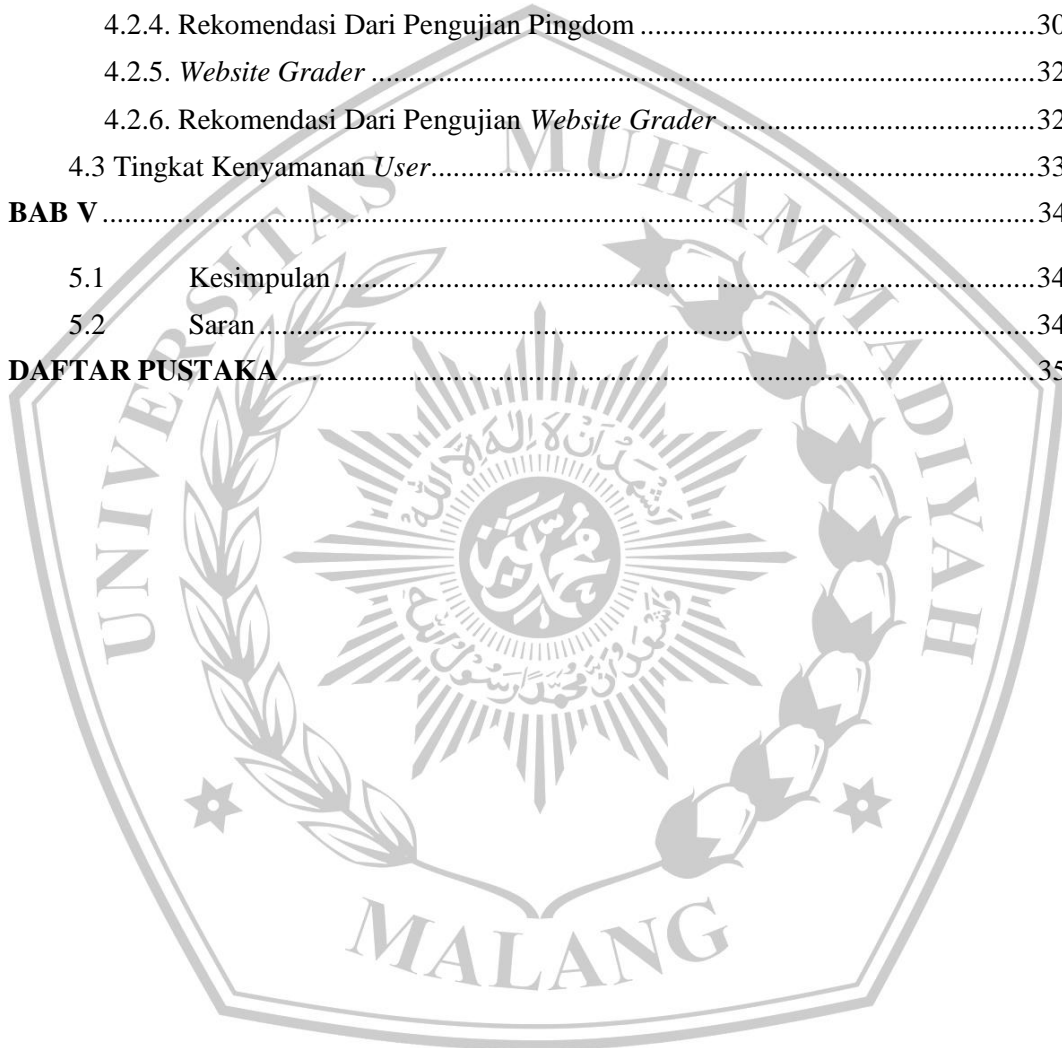 4.2.4. Rekomendasi Dari Pengujian Pingdom ........................................................................30
4.2.5. Website Grader ........................................................................32
4.2.6. Rekomendasi Dari Pengujian Website Grader ........................................................................32
4.3 Tingkat Kenyamanan User ........................................................................33
BAB V ........................................................................34
5.1 Kesimpulan ........................................................................34
5.2 Saran ........................................................................34
DAFTAR PUSTAKA ........................................................................35
UNIVERSITAS MUHAMMADIYAH
MALANG